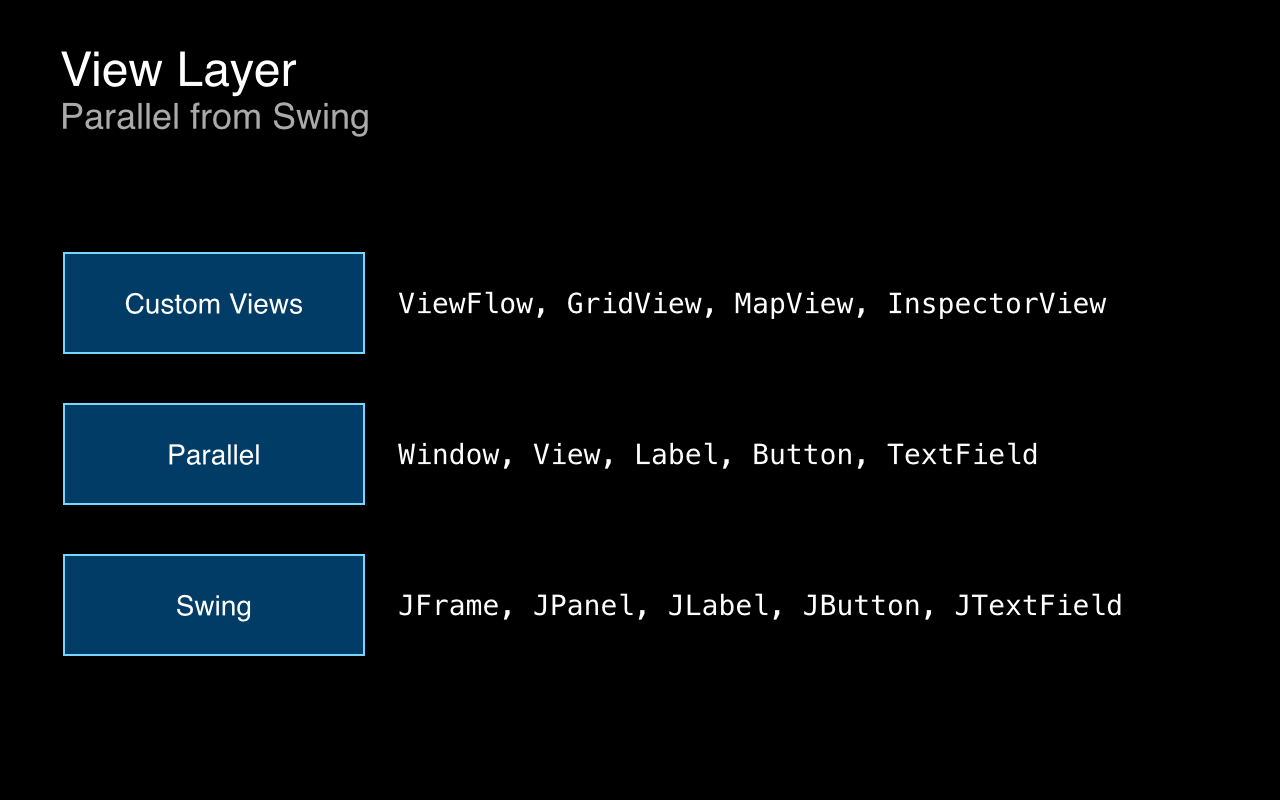 View Layer
Parallel from Swing
Custom Views
ViewFlow, GridView, MapView, InspectorView
Parallel
Window, View, Label, Button, TextField
Swing
JFrame, JPanel, JLabel, JButton, JTextField